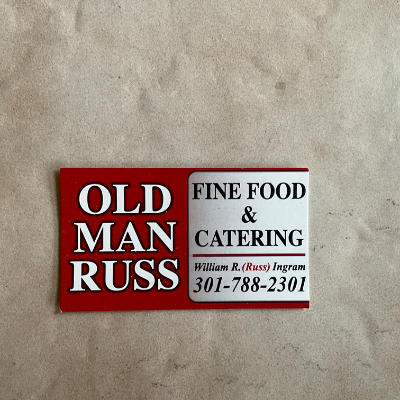 OLD
MAN
RUSS
FINE FOOD
&
CATERING
William R. (Russ) Ingram
301-788-2301